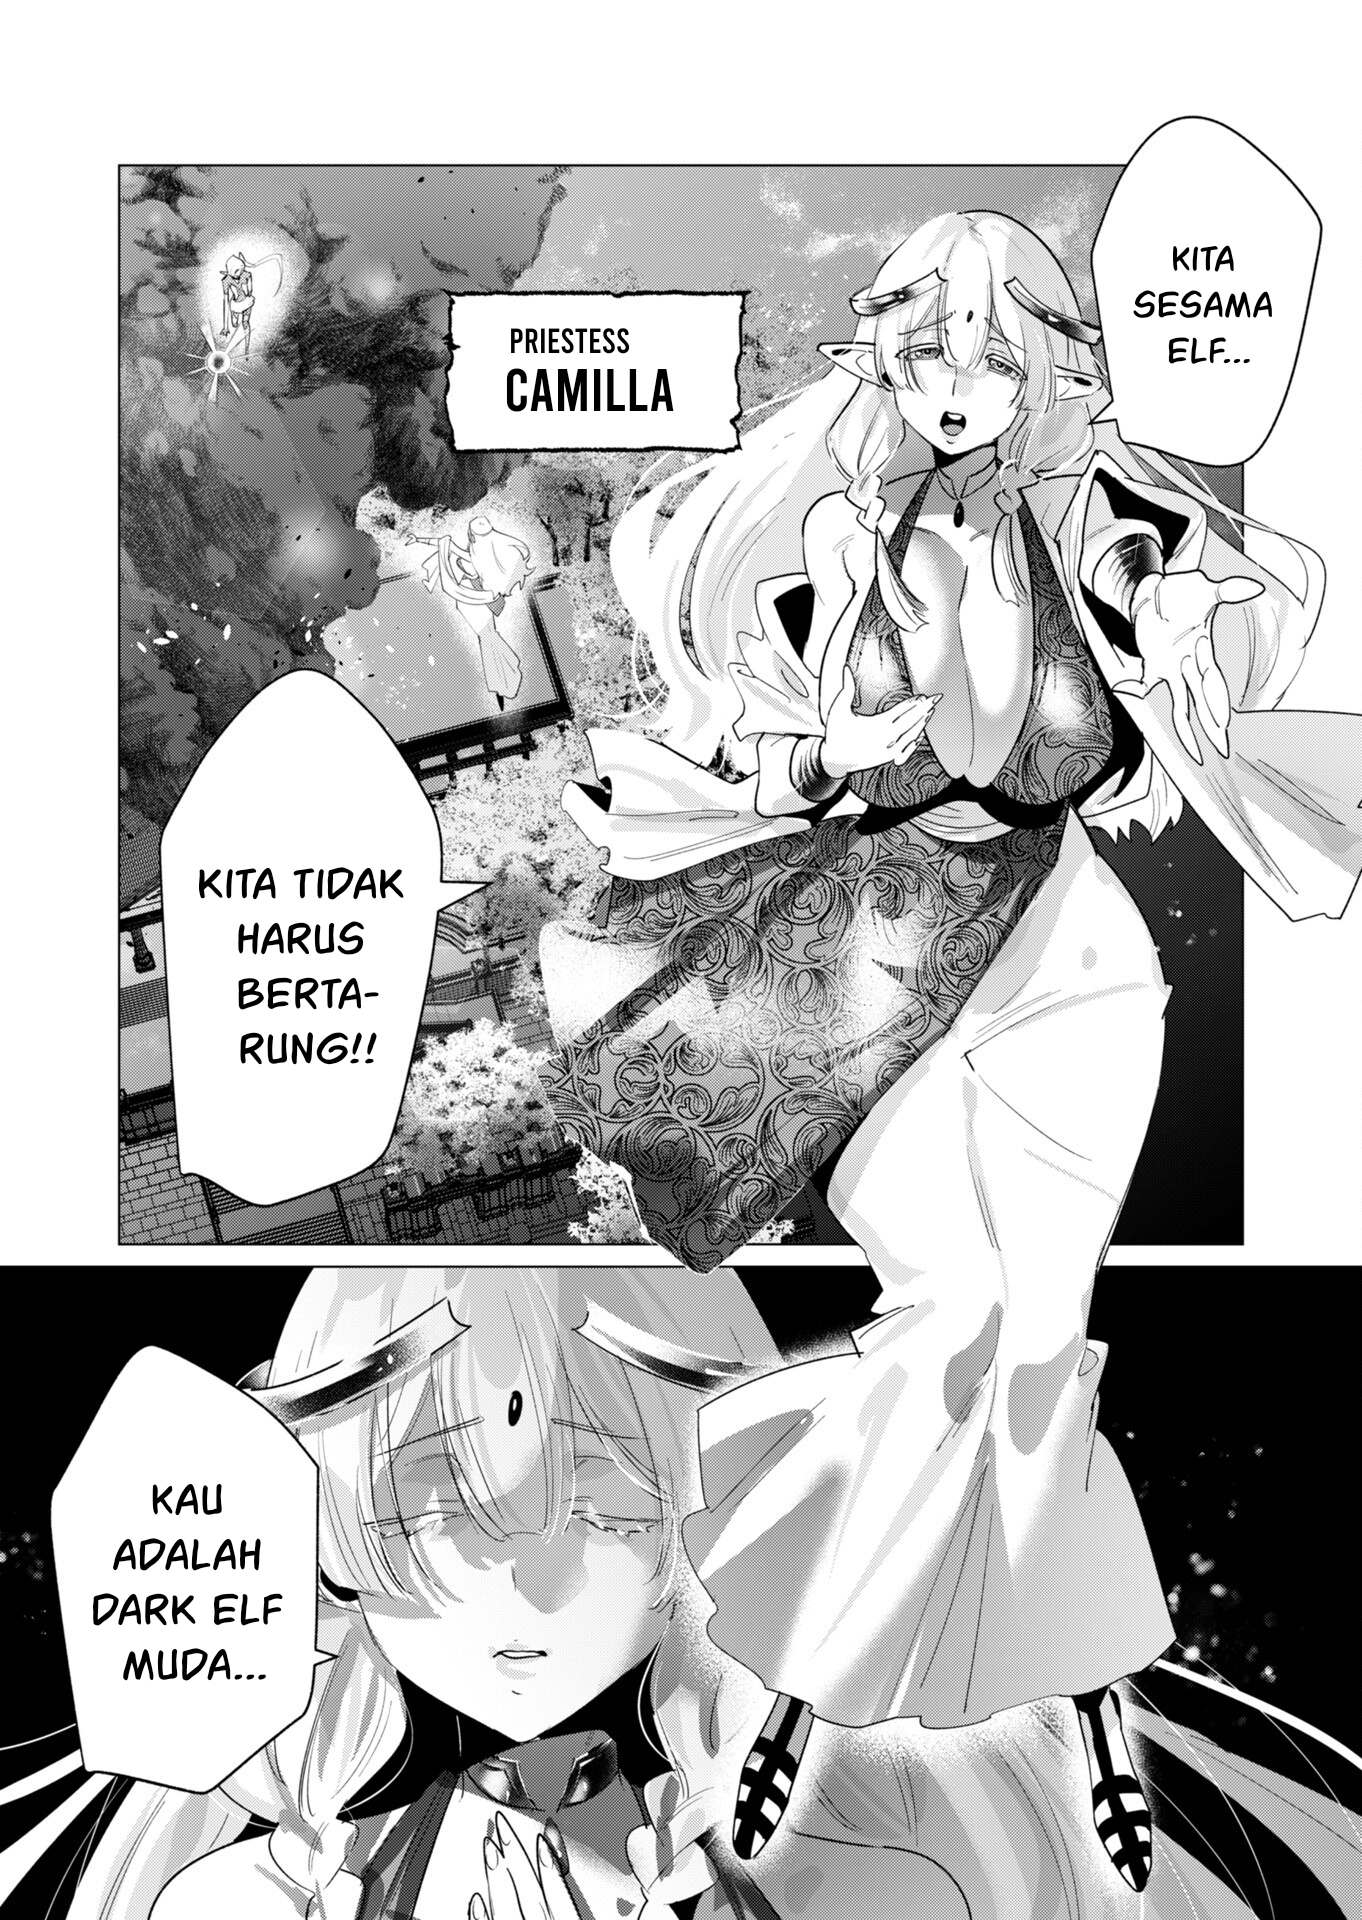 KITA
SESAMA
ELF...
PRIESTESS
CAMILLA
KITA TIDAK
HARUS
BERTA-
RUNG!!
KAU
ADALAH
DARK ELF
MUDA...